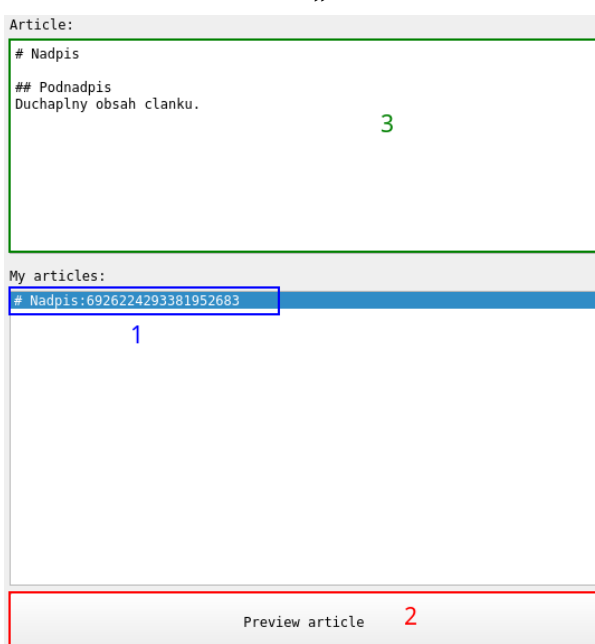 Article:
# Nadpis
## Podnadpis
Duchaplny obsah clanku.
3
My articles:
# Nadpis:6926224293381952683
1
Preview article 2